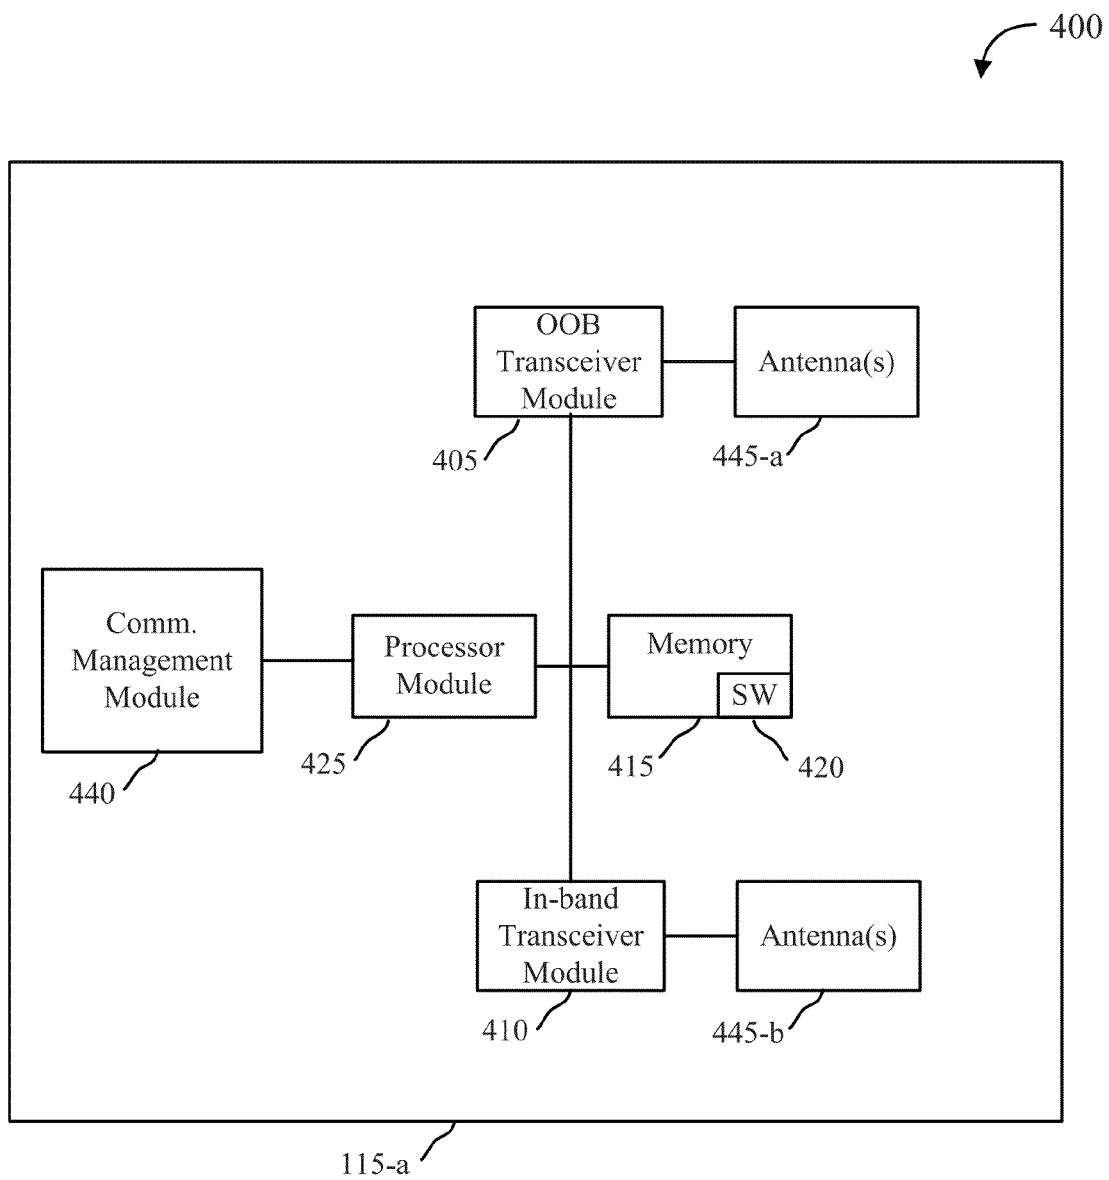 400
OOB
Transceiver
Module
Antenna(s)
405
445-a
Comm.
Management
Module
Processor
Module
Memory
SW
440
425
415
420
In-band
Transceiver
Module
Antenna(s)
410
445-b
115-a